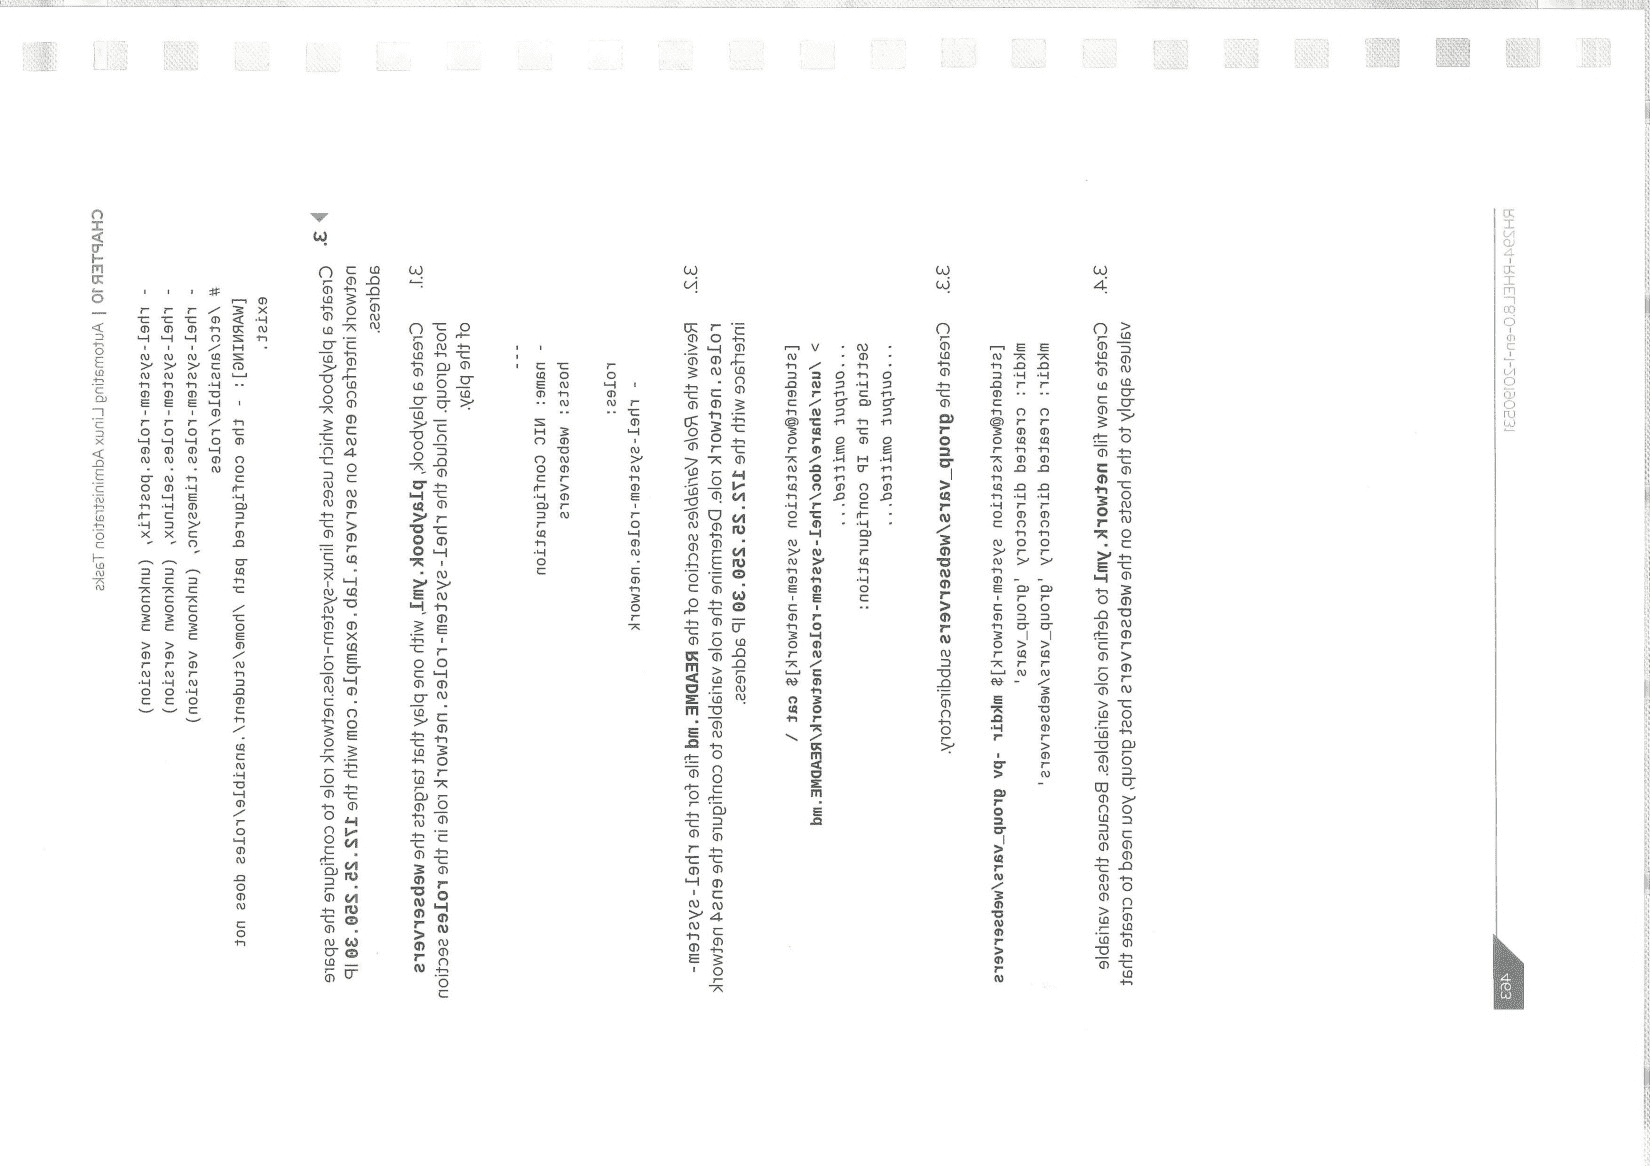 CHAPTER 10 | Automating Linux Administration Tasks
- rhel-system-roles.postfix, (unknown version)
- rhel-system-roles.selinux, (unknown version)
- rhel-system-roles.timesync, (unknown version)
# /etc/ansible/roles
[WARNING]: - the configured path /home/student/.ansible/roles does not
exist.
3. Create a playbook which uses the linux-system-roles.network role to configure the spare
network interface ens4 on servera.lab.example.com with the 172.25.250.30 IP
address.
3.1. Create a playbook, playbook.yml, with one play that targets the webservers
host group. Include the rhel-system-roles.network role in the roles section
of the play.
---
- name: NIC Configuration
hosts: webservers
roles:
- rhel-system-roles.network
3.2. Review the Role Variables section of the README.md file for the rhel-system-
roles.network role. Determine the role variables to configure the ens4 network
interface with the 172.25.250.30 IP address.
[student@workstation system-network]$ cat \
> /usr/share/doc/rhel-system-roles/network/README.md
...output omitted...
Setting the IP configuration:
...output omitted...
3.3. Create the group_vars/webservers subdirectory.
[student@workstation system-network]$ mkdir -pv group_vars/webservers
mkdir: created directory 'group_vars'
mkdir: created directory 'group_vars/webservers'
3.4. Create a new file network.yml to define role variables. Because these variable
values apply to the hosts on the webservers host group, you need to create that
RH294-RHEL8.0-en-1-20190531
463